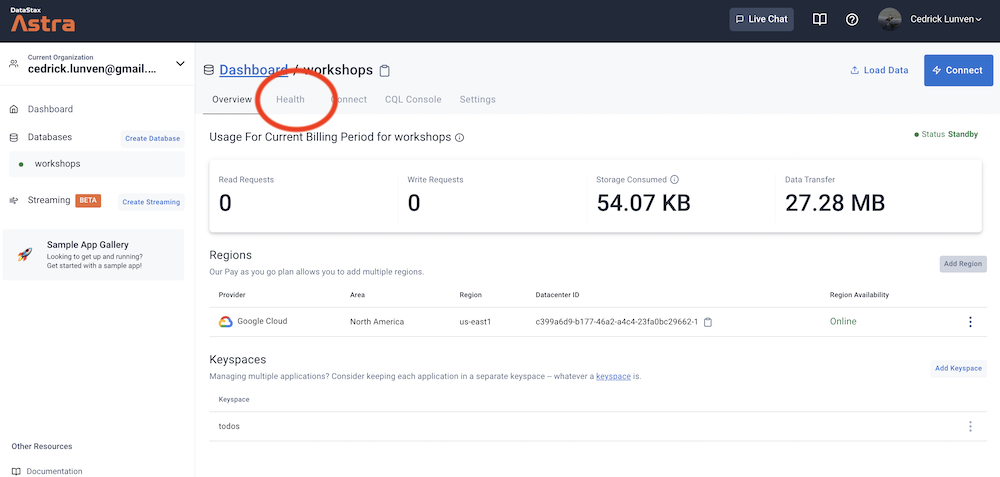 DataStax
Astra
Live Chat
Cedrick Lunven
Current Organization
cedrick.lunven@gmail....
Dashboard
Databases
Create Database
workshops
Streaming
BETA
Create Streaming
Sample App Gallery
Looking to get up and running?
Get started with a sample app!
Other Resources
Documentation
Dashboard / workshops
Load Data
Connect
Overview Health Connect CQL Console Settings
Usage For Current Billing Period for workshops
Status Standby
Read Requests Write Requests Storage Consumed Data Transfer
0 0 54.07 KB 27.28 MB
Regions
Our Pay as you go plan allows you to add multiple regions.
Add Region
Provider Area Region Datacenter ID Region Availability
Google Cloud North America us-east1 c399a6d9-b177-46a2-a4c4-23fa0bc29662-1 Online
Keyspaces
Managing multiple applications? Consider keeping each application in a separate keyspace – whatever a keyspace is.
Add Keyspace
Keyspace
todos